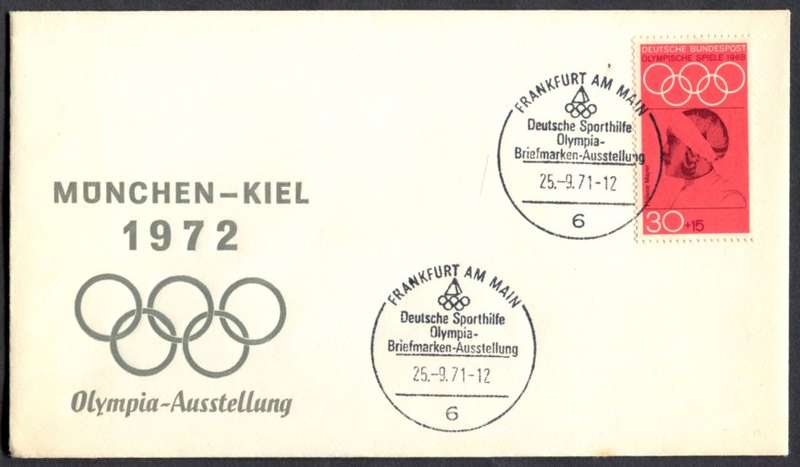 MÜNCHEN–KIEL
1972
Olympia-Ausstellung
FRANKFURT AM MAIN
Deutsche Sporthilfe
Olympia-
Briefmarken-Ausstellung
25.-9.71-12
6
DEUTSCHE BUNDESPOST
OLYMPISCHE SPIELE 1968
Helene Mayer
30+15
FRANKFURT AM MAIN
Deutsche Sporthilfe
Olympia-
Briefmarken-Ausstellung
25.-9.71-12
6